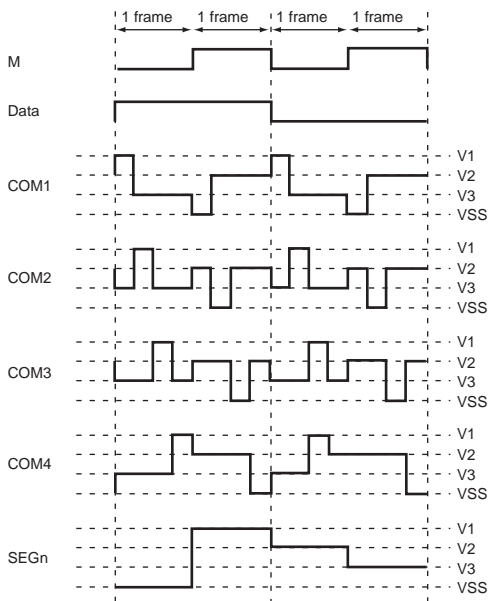 1 frame 1 frame 1 frame 1 frame
M
Data
COM1
V1
V2
V3
VSS
COM2
V1
V2
V3
VSS
COM3
V1
V2
V3
VSS
COM4
V1
V2
V3
VSS
SEGn
V1
V2
V3
VSS